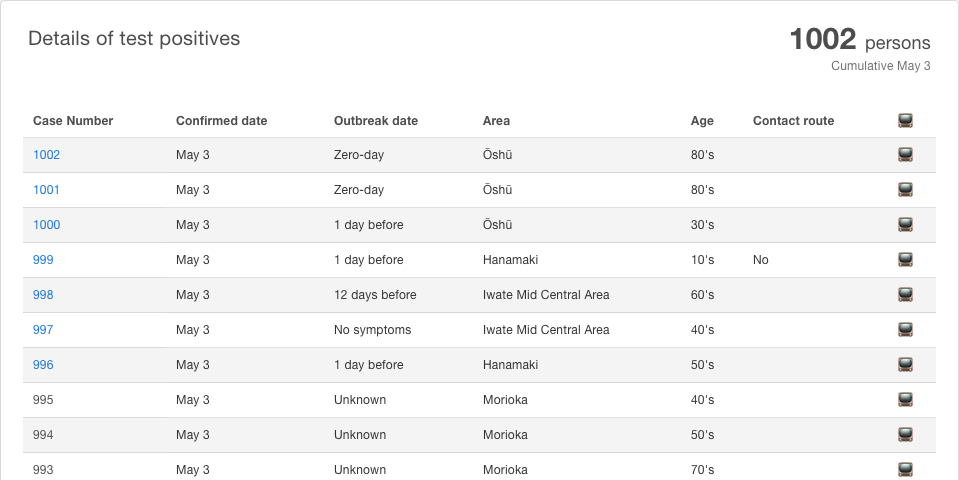 Details of test positives
1002 persons
Cumulative May 3
Case Number Confirmed date Outbreak date Area Age Contact route
1002 May 3 Zero-day Ōshū 80's
1001 May 3 Zero-day Ōshū 80's
1000 May 3 1 day before Ōshū 30's
999 May 3 1 day before Hanamaki 10's No
998 May 3 12 days before Iwate Mid Central Area 60's
997 May 3 No symptoms Iwate Mid Central Area 40's
996 May 3 1 day before Hanamaki 50's
995 May 3 Unknown Morioka 40's
994 May 3 Unknown Morioka 50's
993 May 3 Unknown Morioka 70's